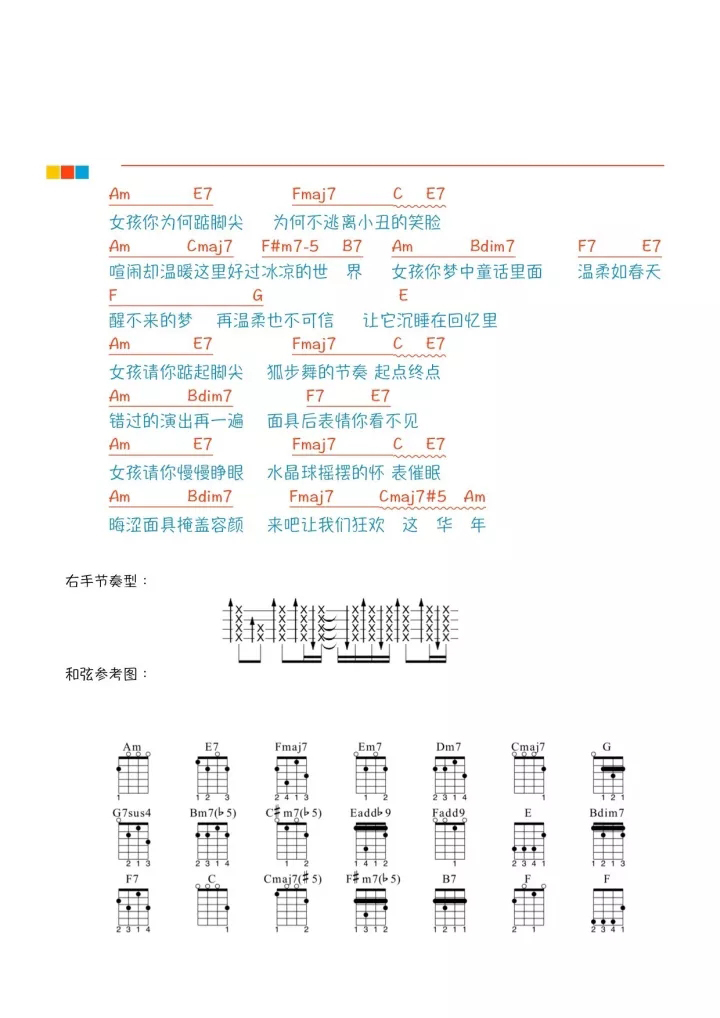 Am E7 Fmaj7 C E7
女孩你为何踮脚尖 为何不逃离小丑的笑脸
Am Cmaj7 F#m7-5 B7 Am Bdim7 F7 E7
喧闹却温暖这里好过冰凉的世 界 女孩你梦中童话里面 温柔如春天
F G E
醒不来的梦 再温柔也不可信 让它沉睡在回忆里
Am E7 Fmaj7 C E7
女孩请你踮起脚尖 狐步舞的节奏 起点终点
Am Bdim7 F7 E7
错过的演出再一遍 面具后表情你看不见
Am E7 Fmaj7 C E7
女孩请你慢慢睁眼 水晶球摇摆的怀 表催眠
Am Bdim7 Fmaj7 Cmaj7#5 Am
晦涩面具掩盖容颜 来吧让我们狂欢 这 华 年
右手节奏型：
和弦参考图：
Am E7 Fmaj7 Em7 Dm7 Cmaj7 G
1 1 2 3 2 4 1 3 1 2 2 3 1 4 1 1 2 1
G7sus4 Bm7(♭5) C♯m7(♭5) Eadd♭9 Fadd9 E Bdim7
2 1 3 2 3 1 4 1 2 1 4 1 2 1 2 3 4 1 1 2 1 3
F7 C Cmaj7(♯5) F♯m7(♭5) B7 F F
2 3 1 4 1 1 2 1 3 1 2 1 2 1 1 2 1 3 4 2 1